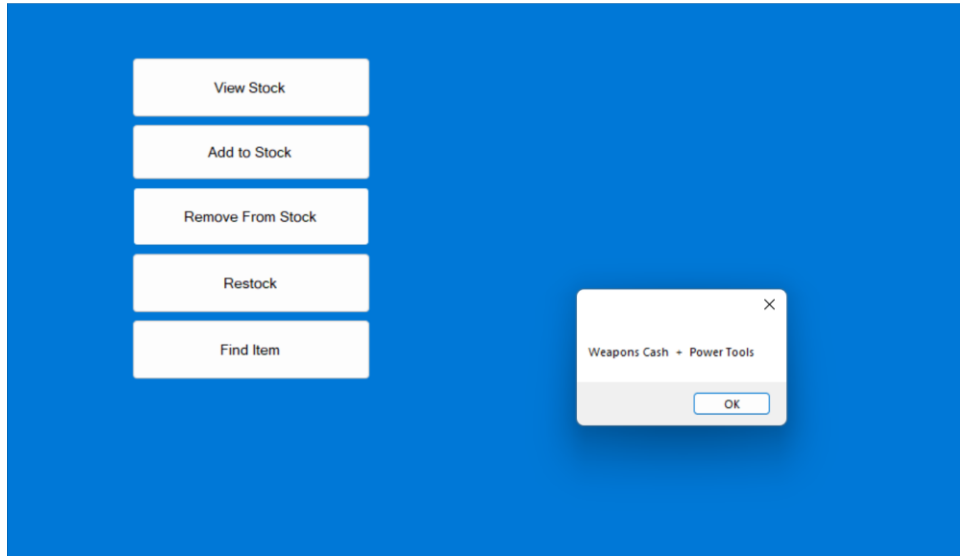 View Stock
Add to Stock
Remove From Stock
Restock
Find Item
Weapons Cash + Power Tools
OK